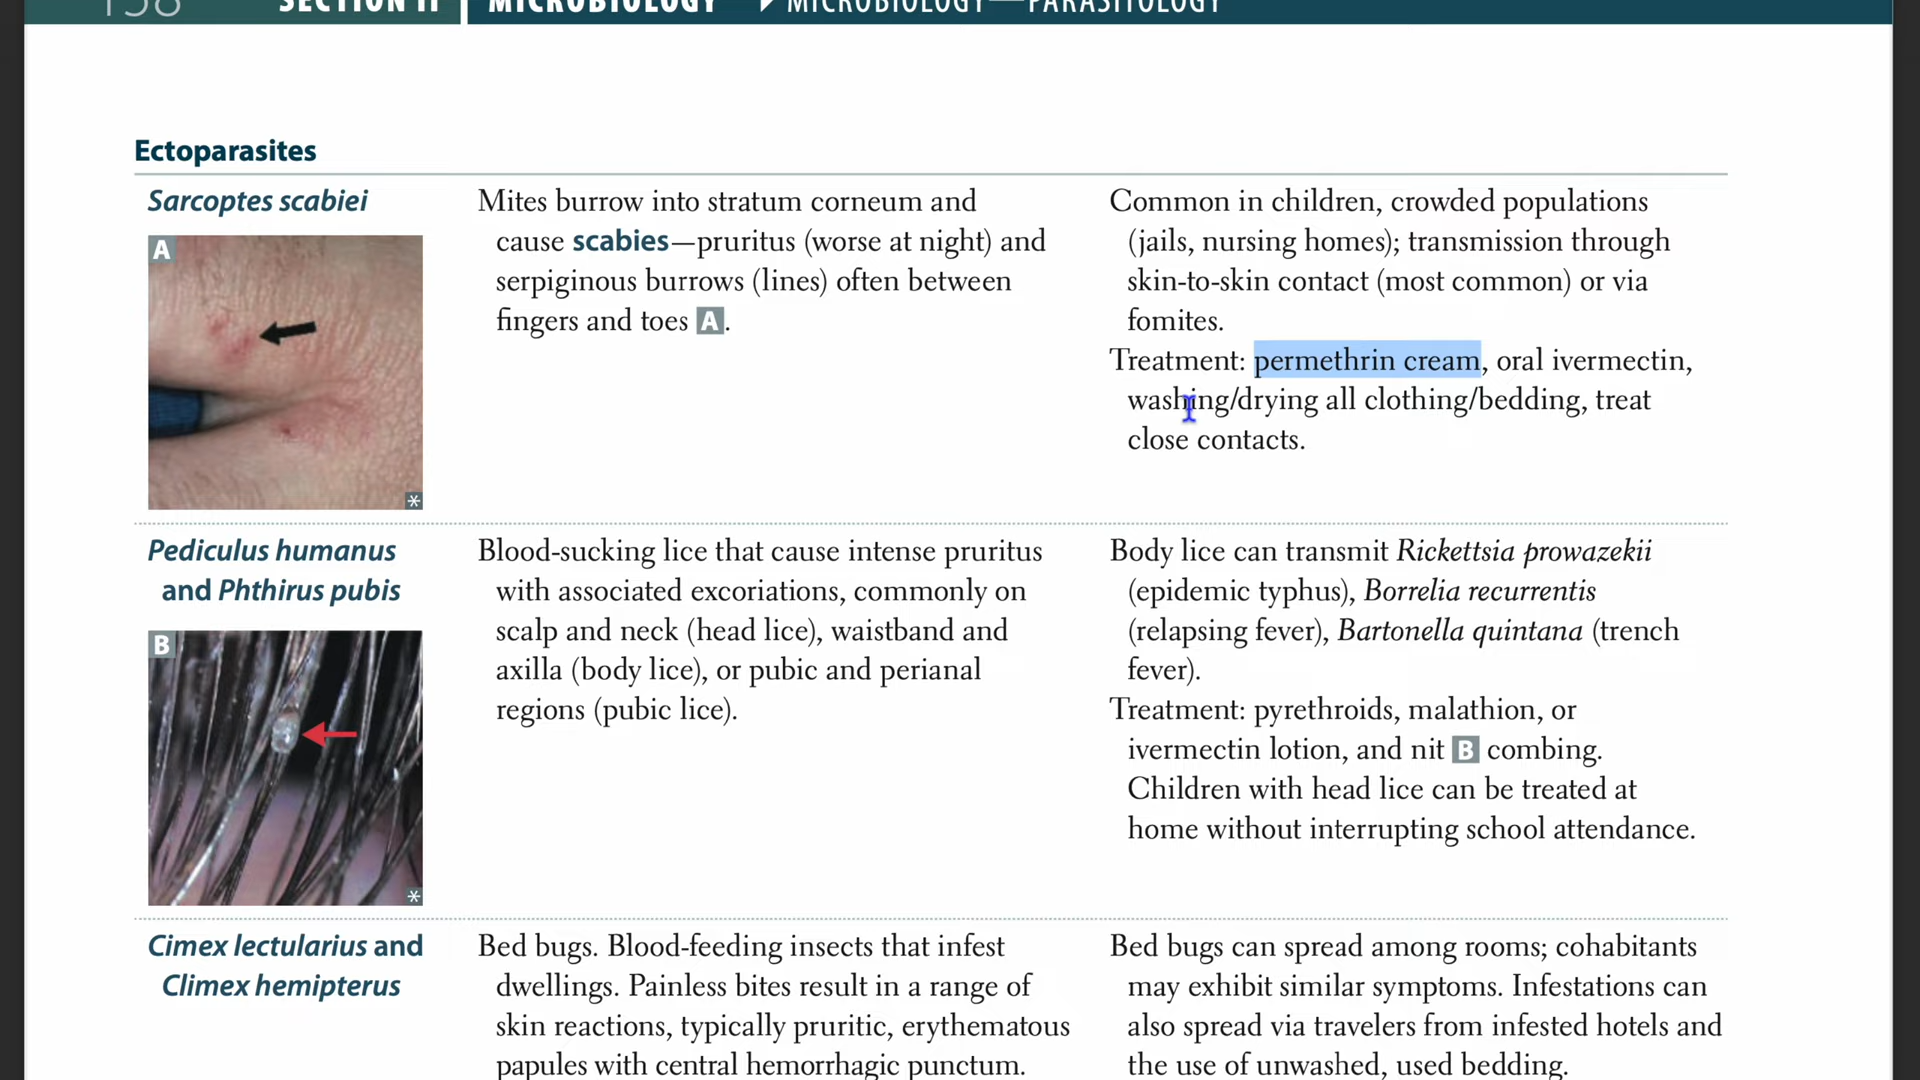 158 SECTION II MICROBIOLOGY ▶ MICROBIOLOGY—PARASITOLOGY
Ectoparasites
Sarcoptes scabiei
A
*
Mites burrow into stratum corneum and
cause scabies—pruritus (worse at night) and
serpiginous burrows (lines) often between
fingers and toes A.
Common in children, crowded populations
(jails, nursing homes); transmission through
skin-to-skin contact (most common) or via
fomites.
Treatment: permethrin cream, oral ivermectin,
washing/drying all clothing/bedding, treat
close contacts.
Pediculus humanus
and Phthirus pubis
B
*
Blood-sucking lice that cause intense pruritus
with associated excoriations, commonly on
scalp and neck (head lice), waistband and
axilla (body lice), or pubic and perianal
regions (pubic lice).
Body lice can transmit Rickettsia prowazekii
(epidemic typhus), Borrelia recurrentis
(relapsing fever), Bartonella quintana (trench
fever).
Treatment: pyrethroids, malathion, or
ivermectin lotion, and nit B combing.
Children with head lice can be treated at
home without interrupting school attendance.
Cimex lectularius and
Climex hemipterus
Bed bugs. Blood-feeding insects that infest
dwellings. Painless bites result in a range of
skin reactions, typically pruritic, erythematous
papules with central hemorrhagic punctum.
Bed bugs can spread among rooms; cohabitants
may exhibit similar symptoms. Infestations can
also spread via travelers from infested hotels and
the use of unwashed, used bedding.